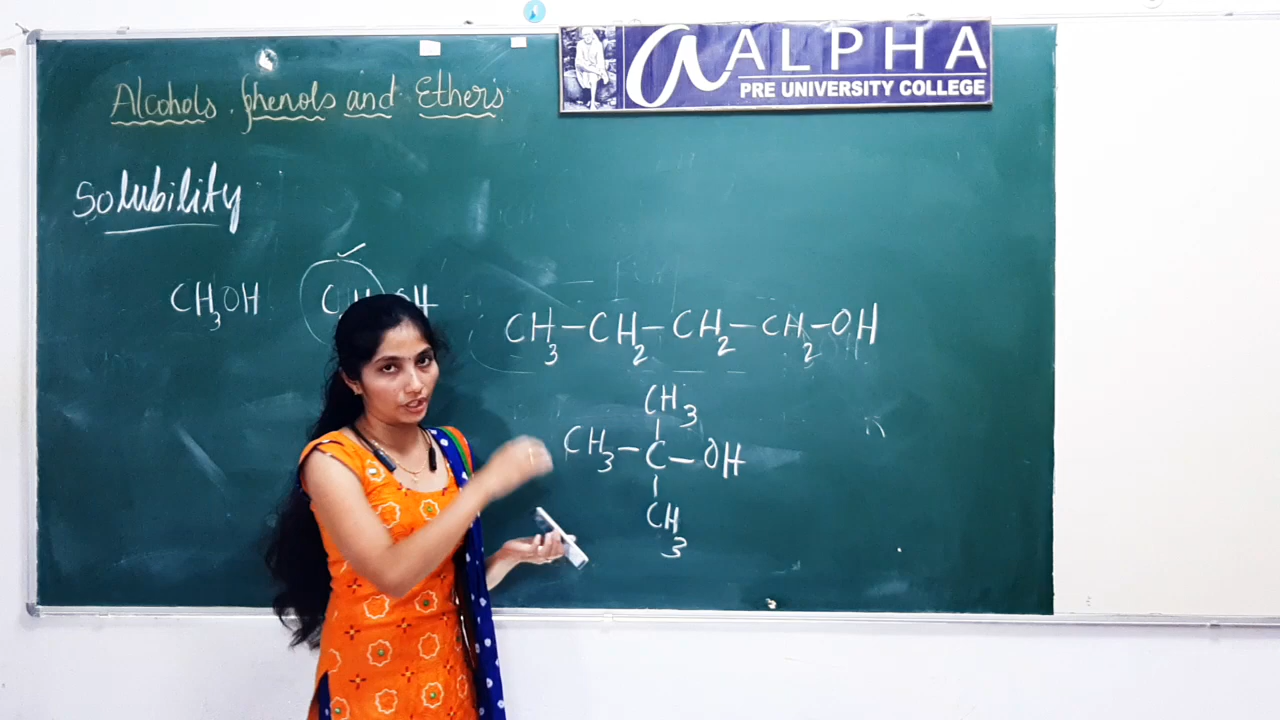 Alcohols, phenols and Ethers
a ALPHA
PRE UNIVERSITY COLLEGE
Solubility
CH3OH OH
CH3-CH2-CH2-CH2-OH
CH3
CH3-C-OH
CH3